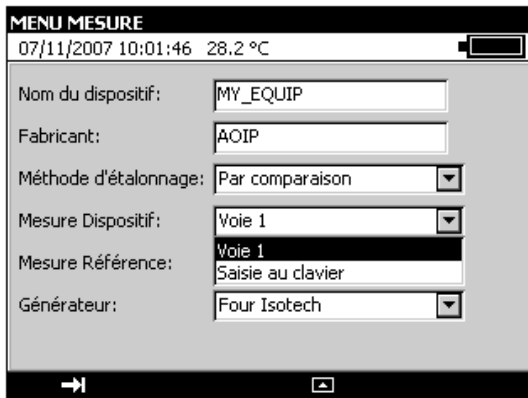 MENU MESURE
07/11/2007 10:01:46 28.2 °C
Nom du dispositif: MY_EQUIP
Fabricant: AOIP
Méthode d'étalonnage: Par comparaison
Mesure Dispositif: Voie 1
Voie 1
Mesure Référence: Saisie au clavier
Générateur: Four Isotech